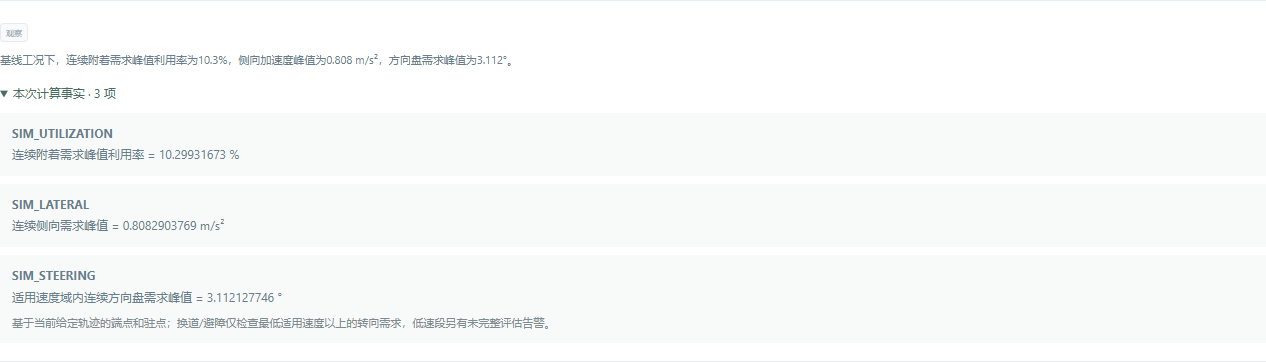 观察
基线工况下，连续附着需求峰值利用率为10.3%，侧向加速度峰值为0.808 m/s²，方向盘需求峰值为3.112°。
▼ 本次计算事实 · 3 项
SIM_UTILIZATION
连续附着需求峰值利用率 = 10.29931673 %
SIM_LATERAL
连续侧向需求峰值 = 0.8082903769 m/s²
SIM_STEERING
适用速度域内连续方向盘需求峰值 = 3.112127746 °
基于当前给定轨迹的端点和驻点；换道/避障仅检查最低适用速度以上的转向需求，低速段另有未完整评估告警。